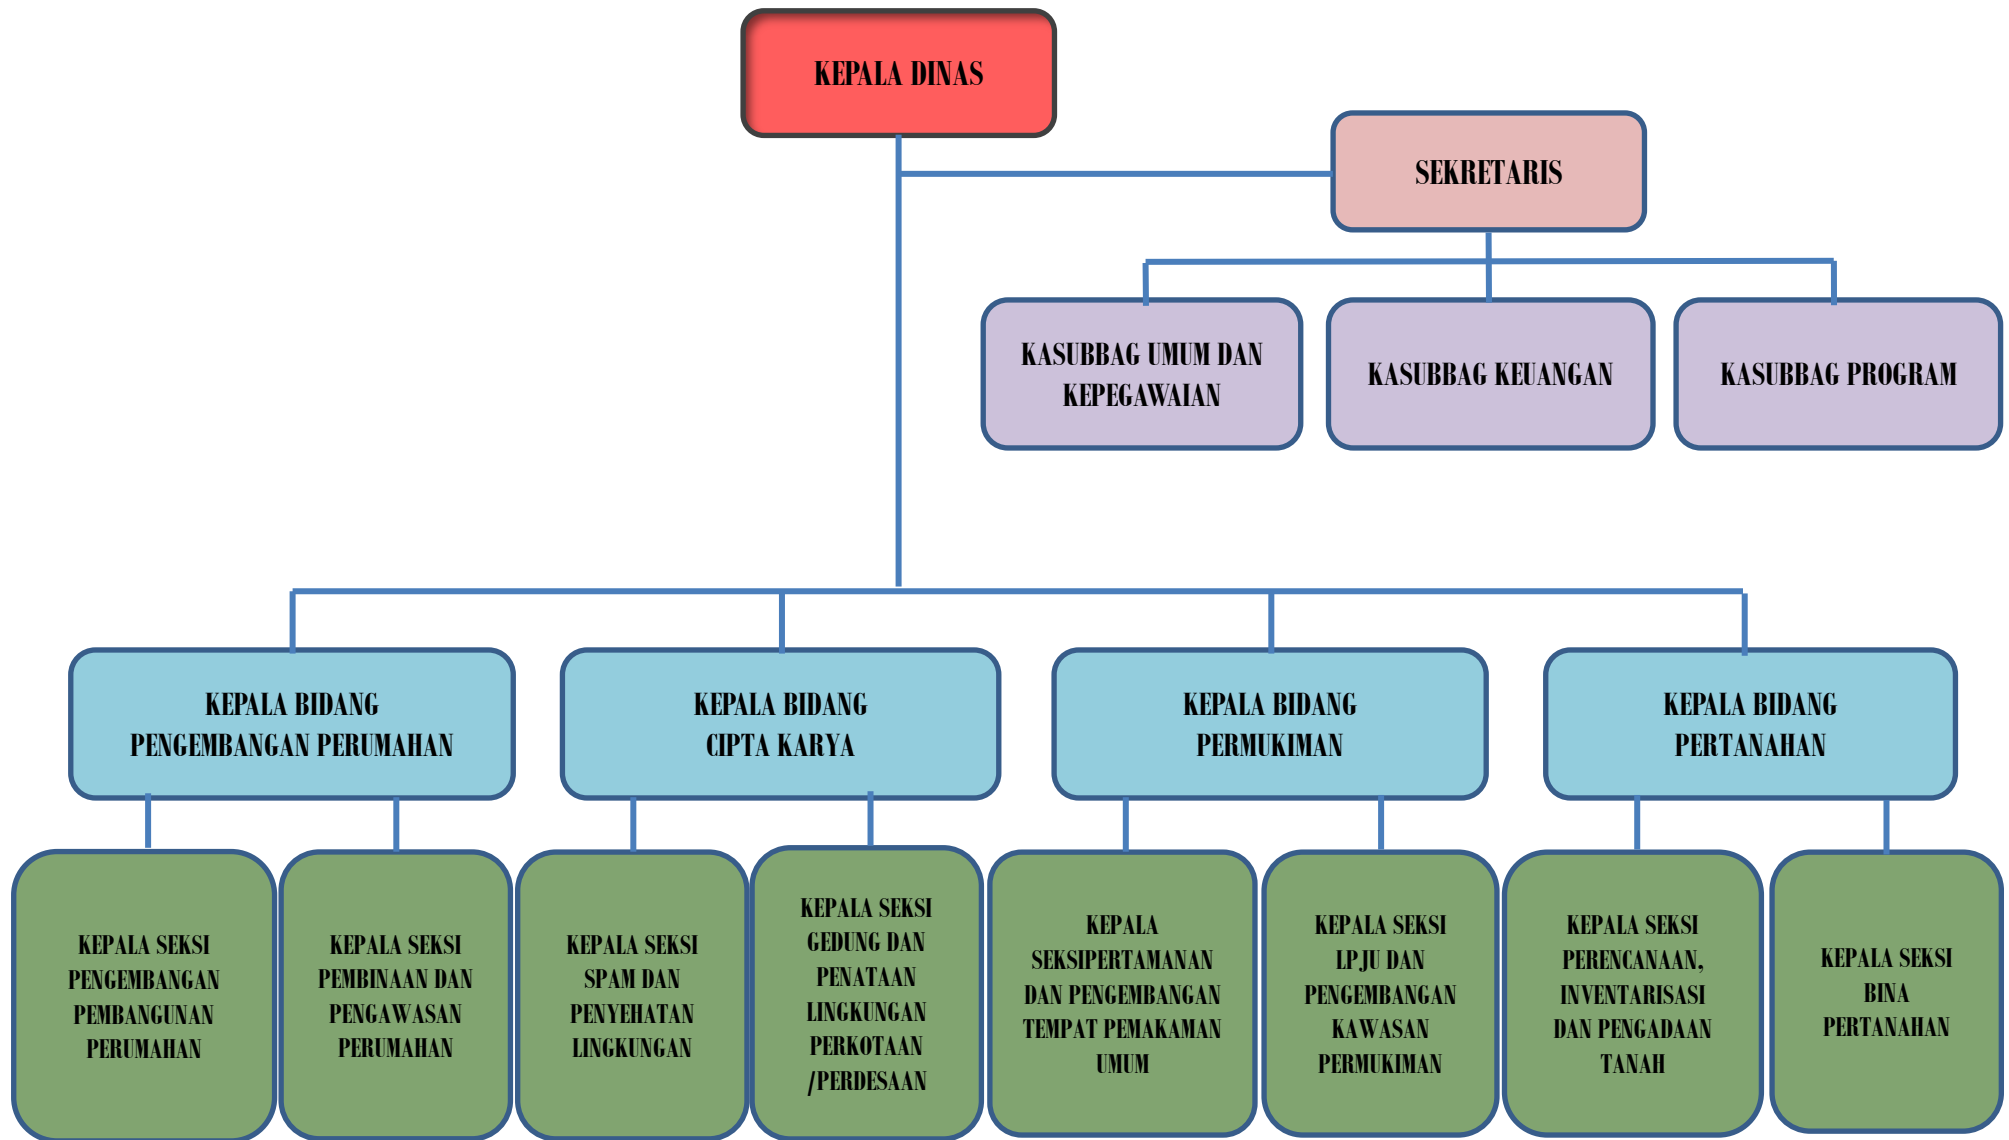 KEPALA DINAS
SEKRETARIS
KASUBBAG UMUM DAN
KEPEGAWAIAN
KASUBBAG KEUANGAN
KASUBBAG PROGRAM
KEPALA BIDANG
PENGEMBANGAN PERUMAHAN
KEPALA BIDANG
CIPTA KARYA
KEPALA BIDANG
PERMUKIMAN
KEPALA BIDANG
PERTANAHAN
KEPALA SEKSI
PENGEMBANGAN
PEMBANGUNAN
PERUMAHAN
KEPALA SEKSI
PEMBINAAN DAN
PENGAWASAN
PERUMAHAN
KEPALA SEKSI
SPAM DAN
PENYEHATAN
LINGKUNGAN
KEPALA SEKSI
GEDUNG DAN
PENATAAN
LINGKUNGAN
PERKOTAAN
/PERDESAAN
KEPALA
SEKSIPERTAMANAN
DAN PENGEMBANGAN
TEMPAT PEMAKAMAN
UMUM
KEPALA SEKSI
LPJU DAN
PENGEMBANGAN
KAWASAN
PERMUKIMAN
KEPALA SEKSI
PERENCANAAN,
INVENTARISASI
DAN PENGADAAN
TANAH
KEPALA SEKSI
BINA
PERTANAHAN